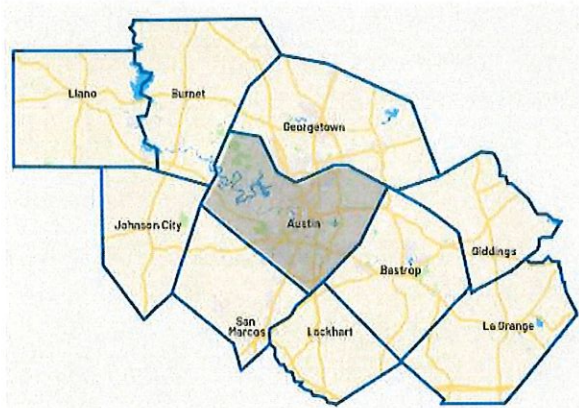 Llano
Burnet
Georgetown
Johnson City
Austin
Giddings
Bastrop
San
Marcos
Lockhart
La Grange